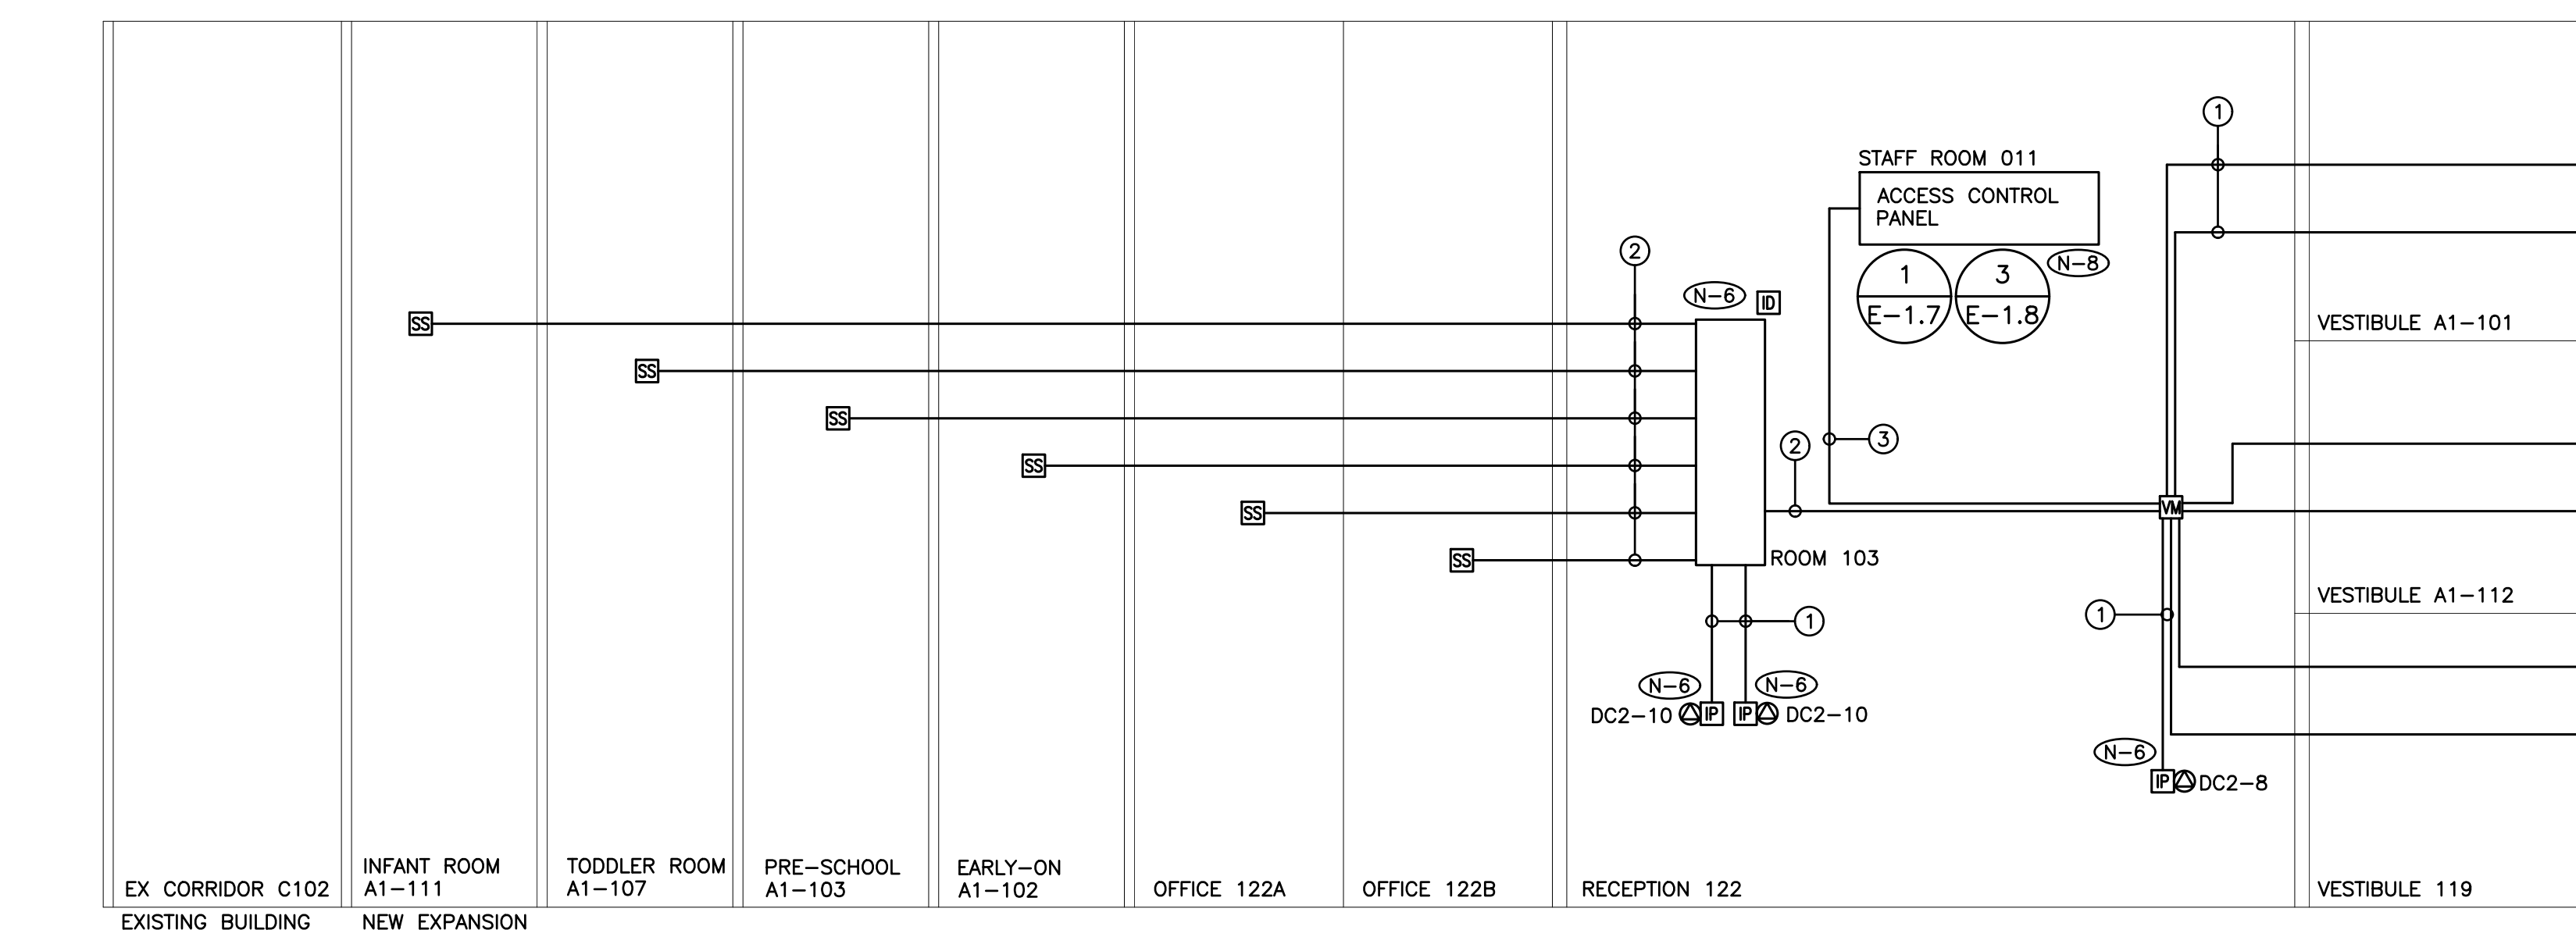 1
STAFF ROOM 011
ACCESS CONTROL
PANEL
2
1
E-1.7
3
E-1.8
N-8
N-6
ID
SS
VESTIBULE A1-101
SS
SS
2
3
SS
SS
VM
SS
ROOM 103
VESTIBULE A1-112
1
1
N-6
N-6
DC2-10
IP
IP
DC2-10
N-6
IP
DC2-8
EX CORRIDOR C102
INFANT ROOM
A1-111
TODDLER ROOM
A1-107
PRE-SCHOOL
A1-103
EARLY-ON
A1-102
OFFICE 122A
OFFICE 122B
RECEPTION 122
VESTIBULE 119
EXISTING BUILDING
NEW EXPANSION